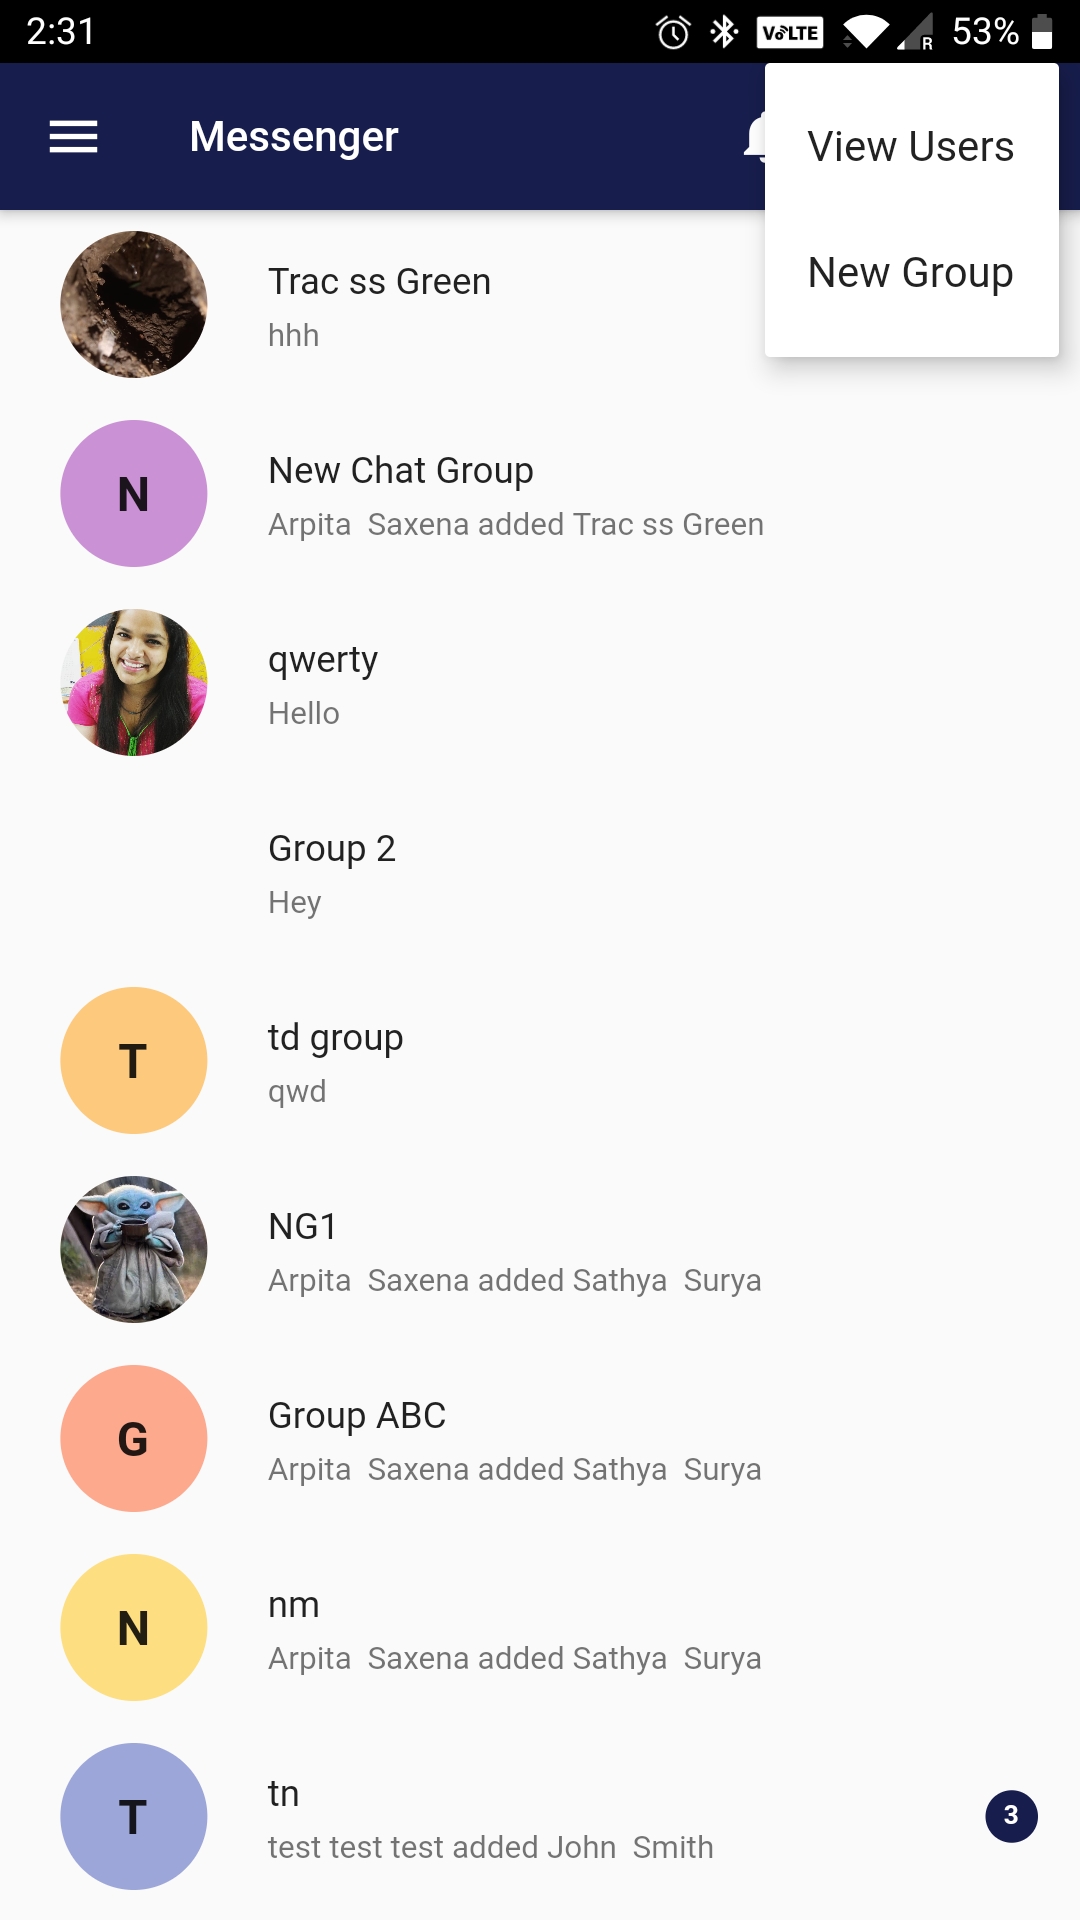 2:31
VoLTE
R
53%
Messenger
View Users
New Group
Trac ss Green
hhh
N
New Chat Group
Arpita  Saxena added Trac ss Green
qwerty
Hello
Group 2
Hey
T
td group
qwd
NG1
Arpita  Saxena added Sathya  Surya
G
Group ABC
Arpita  Saxena added Sathya  Surya
N
nm
Arpita  Saxena added Sathya  Surya
T
tn
3
test test test added John  Smith